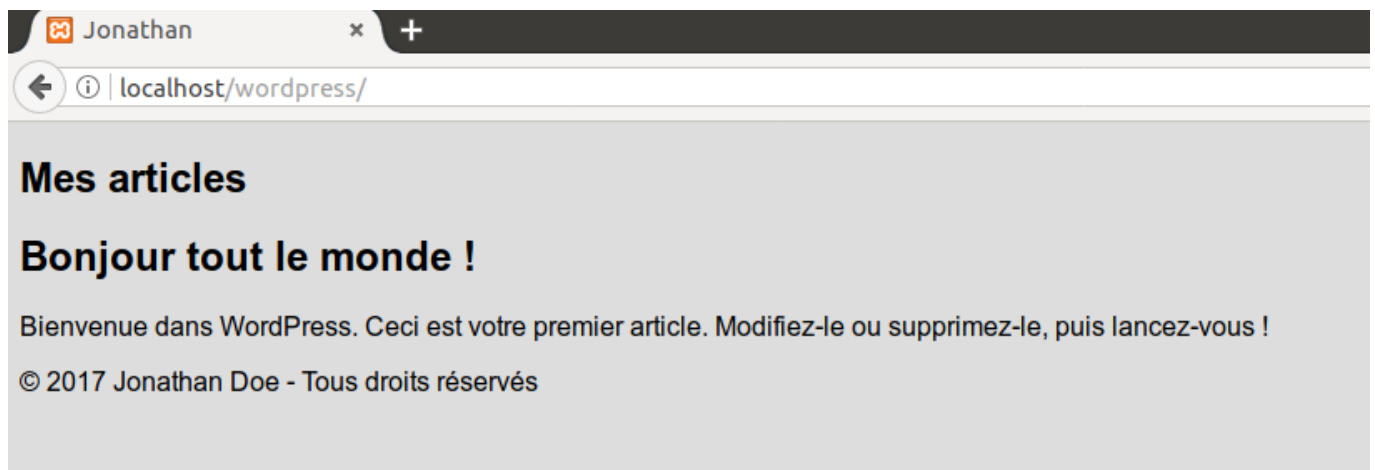 Jonathan
localhost/wordpress/
Mes articles
Bonjour tout le monde !
Bienvenue dans WordPress. Ceci est votre premier article. Modifiez-le ou supprimez-le, puis lancez-vous !
© 2017 Jonathan Doe - Tous droits réservés